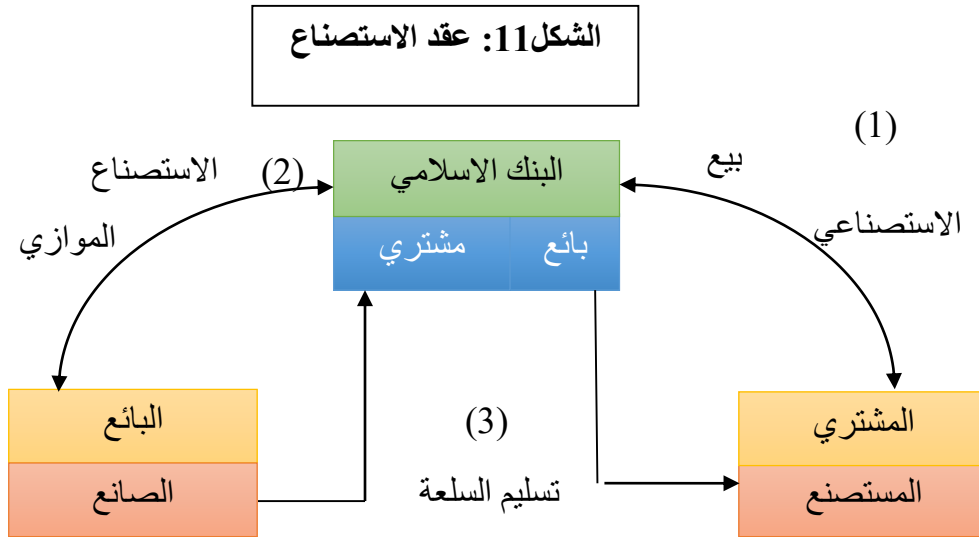 الشكل11: عقد الاستصناع
(1)
بيع
الاستصناعي
البنك الاسلامي
بائع
مشتري
(2)
الاستصناع
الموازي
المشتري
المستصنع
البائع
الصانع
(3)
تسليم السلعة